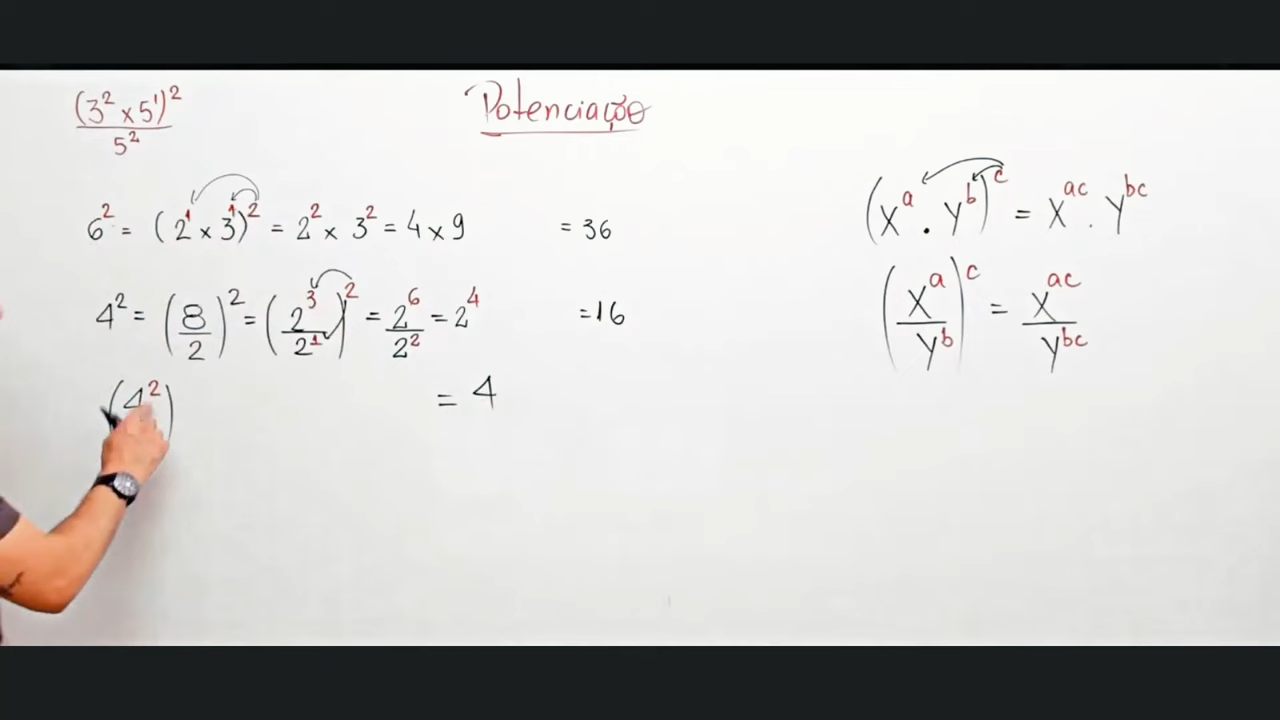 (3² x 5¹)² / 5²
Potenciação
6² = (2¹ x 3¹)² = 2² x 3² = 4 x 9 = 36
(xᵃ . yᵇ)ᶜ = xᵃᶜ . yᵇᶜ
4² = (8/2)² = (2³/2¹)² = 2⁶/2² = 2⁴ = 16
(xᵃ/yᵇ)ᶜ = xᵃᶜ/yᵇᶜ
(4²) = 4